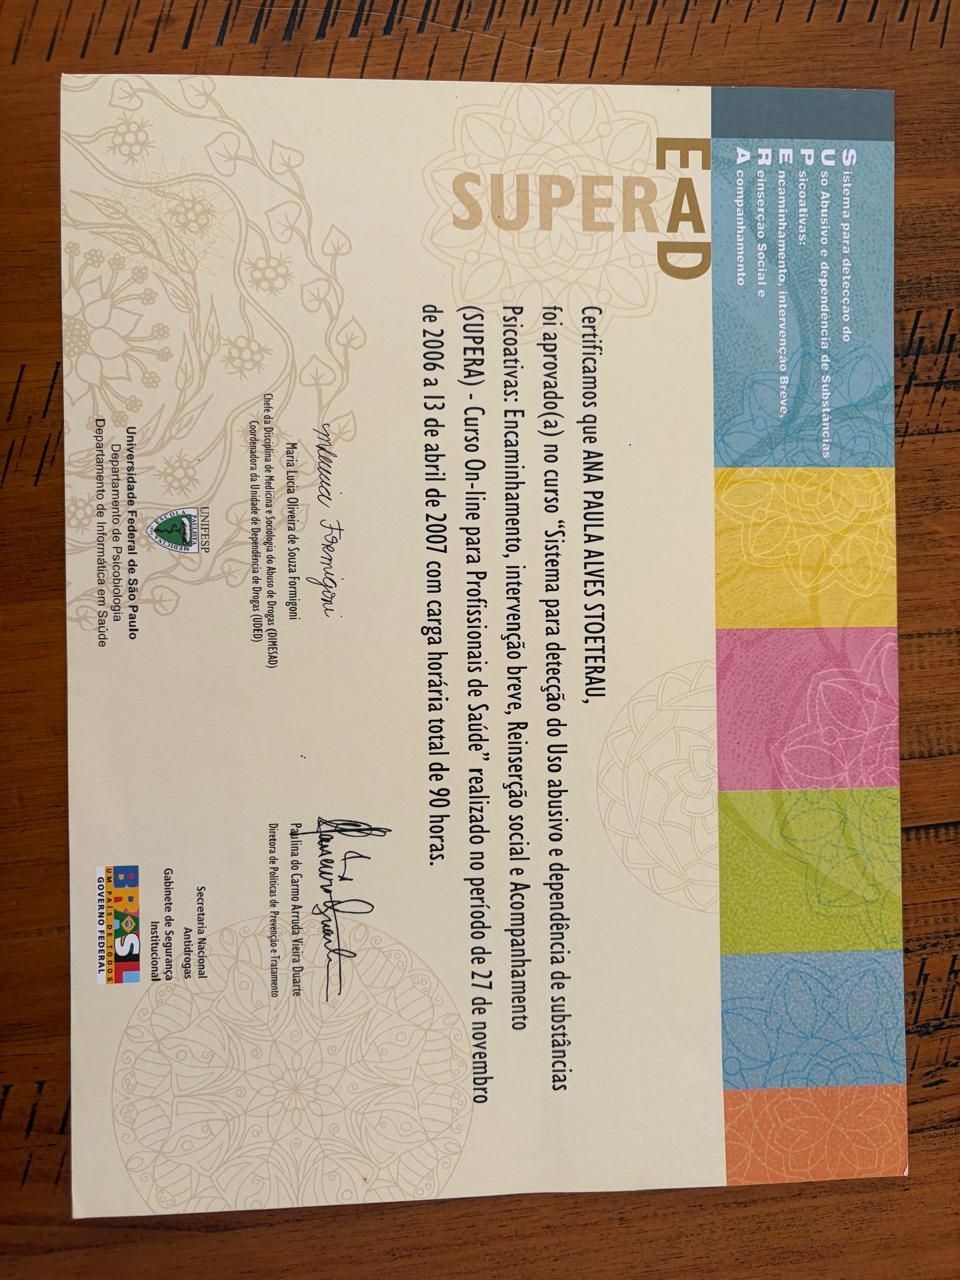 Sistema para detecção do
Uso Abusivo e dependência de Substâncias
Psicoativas:
Encaminhamento, intervenção Breve,
Reinserção Social e
Acompanhamento
EAD
SUPERA
Certificamos que ANA PAULA ALVES STOETERAU,
foi aprovado(a) no curso “Sistema para detecção do Uso abusivo e dependência de substâncias
Psicoativas: Encaminhamento, intervenção breve, Reinserção social e Acompanhamento
(SUPERA) - Curso On-line para Profissionais de Saúde” realizado no período de 27 de novembro
de 2006 a 13 de abril de 2007 com carga horária total de 90 horas.
Maria Lucia Oliveira de Souza Formigoni
Chefe da Disciplina de Medicina e Sociologia do Abuso de Drogas (DIMESAD)
Coordenadora da Unidade de Dependência de Drogas (UDED)
Paulina do Carmo Arruda Vieira Duarte
Diretora de Políticas de Prevenção e Tratamento
UNIFESP
Universidade Federal de São Paulo
Departamento de Psicobiologia
Departamento de Informática em Saúde
Secretaria Nacional
Antidrogas
Gabinete de Segurança
Institucional
BRASIL
UM PAÍS DE TODOS
GOVERNO FEDERAL